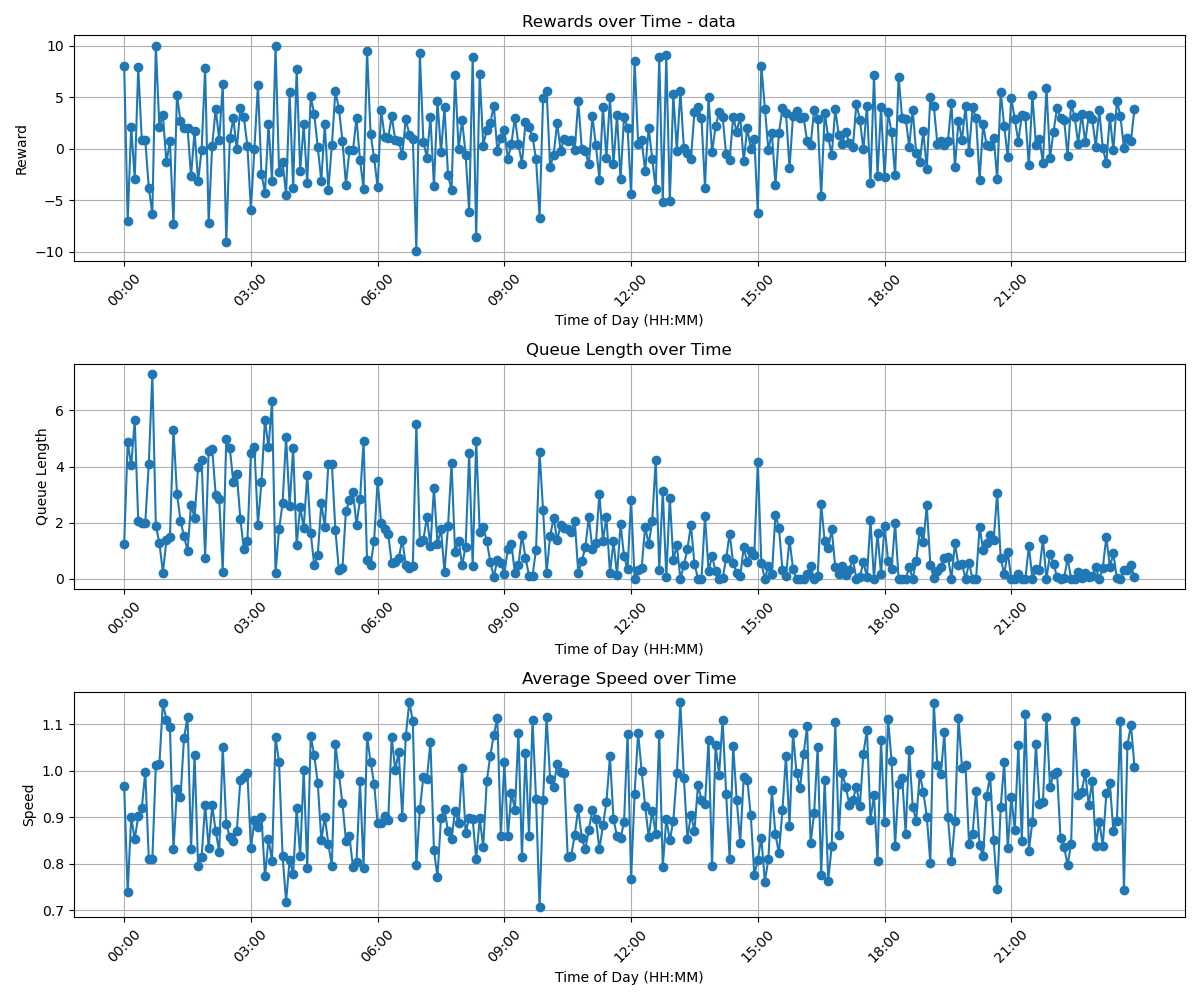 Rewards over Time - data
10
5
0
−5
−10
Reward
00:00 03:00 06:00 09:00 12:00 15:00 18:00 21:00
Time of Day (HH:MM)
Queue Length over Time
6
4
2
0
Queue Length
00:00 03:00 06:00 09:00 12:00 15:00 18:00 21:00
Time of Day (HH:MM)
Average Speed over Time
1.1
1.0
0.9
0.8
0.7
Speed
00:00 03:00 06:00 09:00 12:00 15:00 18:00 21:00
Time of Day (HH:MM)